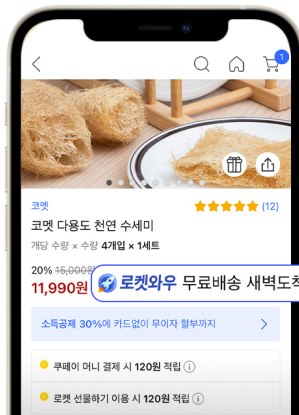 1
코멧
(12)
코멧 다용도 천연 수세미
개당 수량 × 수량 4개입 × 1세트
20% 15,000원
11,990원
로켓와우 무료배송 새벽도착
소득공제 30%에 카드없이 무이자 할부까지
쿠페이 머니 결제 시 120원 적립
로켓 선물하기 이용 시 120원 적립